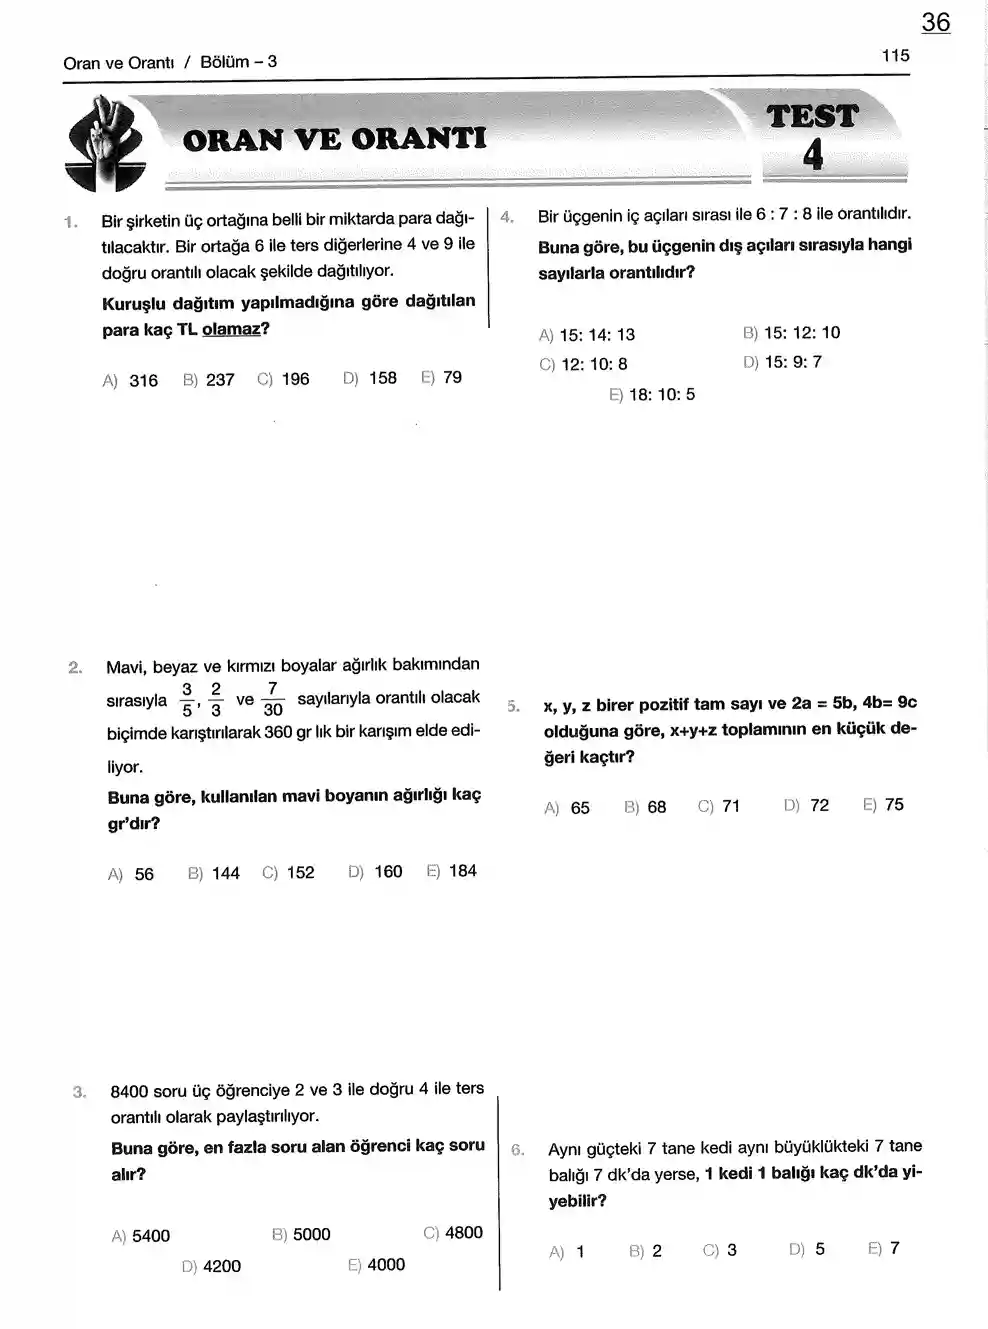 36
Oran ve Orantı / Bölüm – 3
115
ORAN VE ORANTI
TEST
4
1. Bir şirketin üç ortağına belli bir miktarda para dağı-
tılacaktır. Bir ortağa 6 ile ters diğerlerine 4 ve 9 ile
doğru orantılı olacak şekilde dağıtılıyor.
Kuruşlu dağıtım yapılmadığına göre dağıtılan
para kaç TL olamaz?
A) 316 B) 237 C) 196 D) 158 E) 79
2. Mavi, beyaz ve kırmızı boyalar ağırlık bakımından
sırasıyla 3/5, 2/3 ve 7/30 sayılarıyla orantılı olacak
biçimde karıştırılarak 360 gr lık bir karışım elde edi-
liyor.
Buna göre, kullanılan mavi boyanın ağırlığı kaç
gr'dır?
A) 56 B) 144 C) 152 D) 160 E) 184
3. 8400 soru üç öğrenciye 2 ve 3 ile doğru 4 ile ters
orantılı olarak paylaştırılıyor.
Buna göre, en fazla soru alan öğrenci kaç soru
alır?
A) 5400 B) 5000 C) 4800
D) 4200 E) 4000
4. Bir üçgenin iç açıları sırası ile 6 : 7 : 8 ile orantılıdır.
Buna göre, bu üçgenin dış açıları sırasıyla hangi
sayılarla orantılıdır?
A) 15: 14: 13 B) 15: 12: 10
C) 12: 10: 8 D) 15: 9: 7
E) 18: 10: 5
5. x, y, z birer pozitif tam sayı ve 2a = 5b, 4b= 9c
olduğuna göre, x+y+z toplamının en küçük de-
ğeri kaçtır?
A) 65 B) 68 C) 71 D) 72 E) 75
6. Aynı güçteki 7 tane kedi aynı büyüklükteki 7 tane
balığı 7 dk'da yerse, 1 kedi 1 balığı kaç dk'da yi-
yebilir?
A) 1 B) 2 C) 3 D) 5 E) 7